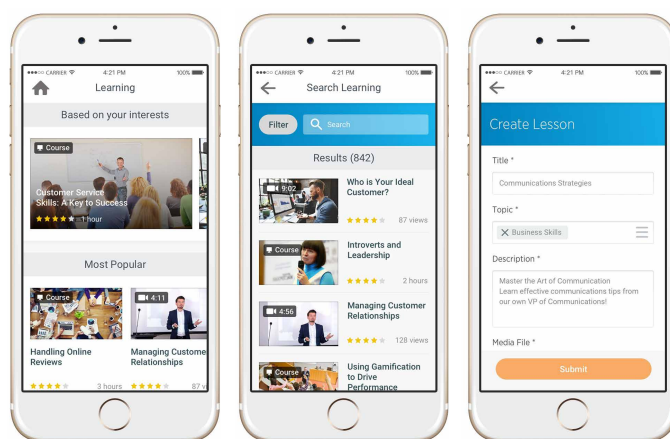 CARRIER 4:21 PM 100%
Learning
Based on your interests
Course
Customer Service
Skills: A Key to Success
1 hour
Most Popular
Course
4:11
Handling Online
Reviews
3 hours
Managing Custome
Relationships
87 v
CARRIER 4:21 PM 100%
Search Learning
Filter
Search
Results (842)
9:02
Who is Your Ideal
Customer?
87 views
Course
Introverts and
Leadership
2 hours
4:56
Managing Customer
Relationships
128 views
Course
Using Gamification
to Drive
Performance
CARRIER 4:21 PM 100%
Create Lesson
Title *
Communications Strategies
Topic *
Business Skills
Description *
Master the Art of Communication
Learn effective communications tips from
our own VP of Communications!
Media File *
Submit